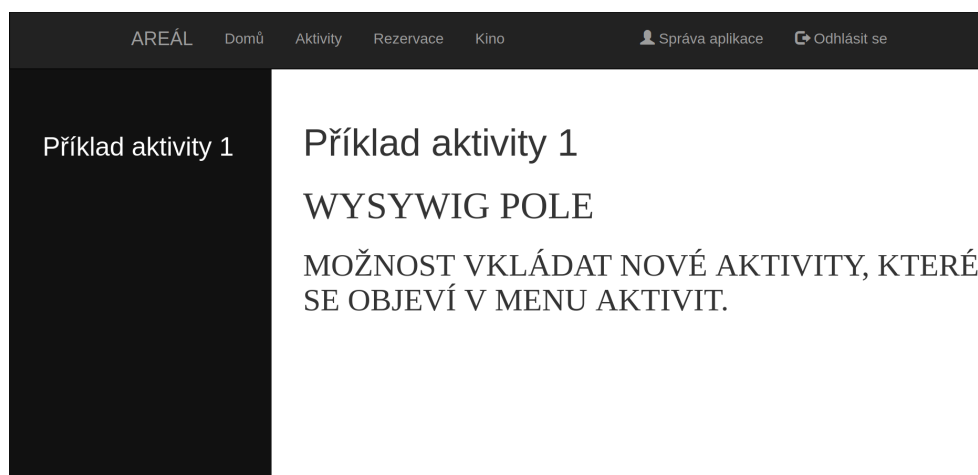 AREÁL Domů Aktivity Rezervace Kino Správa aplikace Odhlásit se
Příklad aktivity 1
Příklad aktivity 1
WYSYWIG POLE
MOŽNOST VKLÁDAT NOVÉ AKTIVITY, KTERÉ
SE OBJEVÍ V MENU AKTIVIT.